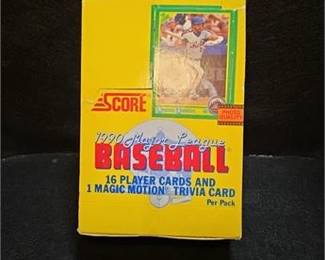 SCORE
1990 Major League
BASEBALL
16 PLAYER CARDS AND
1 MAGIC MOTION TRIVIA CARD
Per Pack